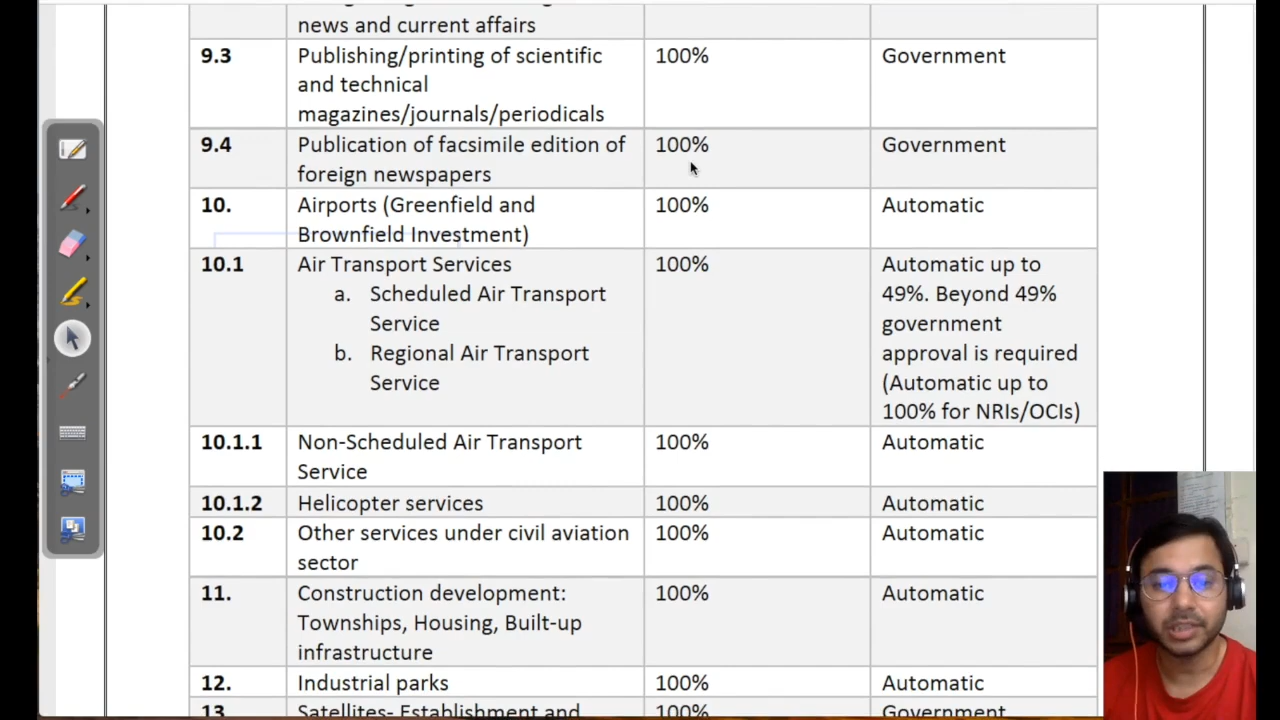 news and current affairs
9.3 Publishing/printing of scientific 100% Government
and technical
magazines/journals/periodicals
9.4 Publication of facsimile edition of 100% Government
foreign newspapers
10. Airports (Greenfield and 100% Automatic
Brownfield Investment)
10.1 Air Transport Services 100% Automatic up to
a. Scheduled Air Transport 49%. Beyond 49%
Service government
b. Regional Air Transport approval is required
Service (Automatic up to
100% for NRIs/OCIs)
10.1.1 Non-Scheduled Air Transport 100% Automatic
Service
10.1.2 Helicopter services 100% Automatic
10.2 Other services under civil aviation 100% Automatic
sector
11. Construction development: 100% Automatic
Townships, Housing, Built-up
infrastructure
12. Industrial parks 100% Automatic
13 Satellites- Establishment and 100% Government